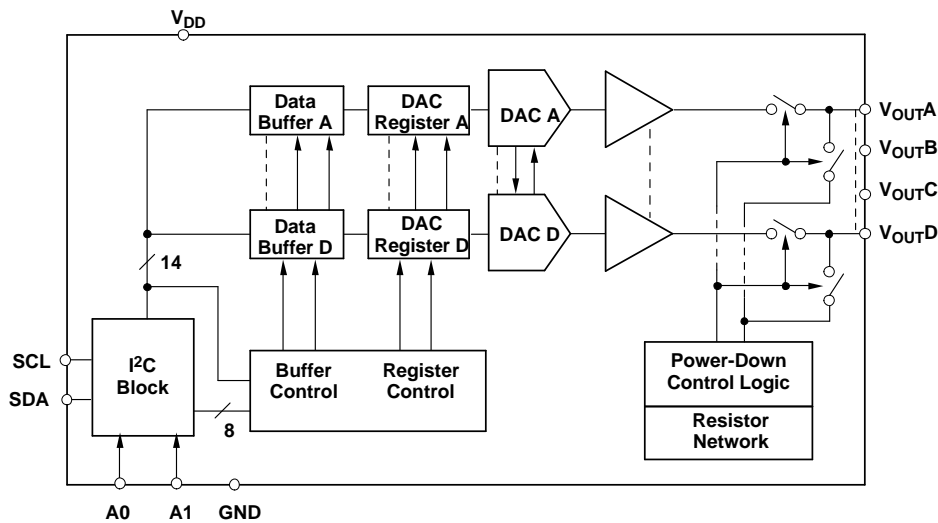 VDD
Data
Buffer A
DAC
Register A
DAC A
VOUTA
VOUTB
VOUTC
Data
Buffer D
DAC
Register D
DAC D
VOUTD
14
SCL
SDA
I²C
Block
Buffer
Control
Register
Control
8
Power-Down
Control Logic
Resistor
Network
A0
A1
GND